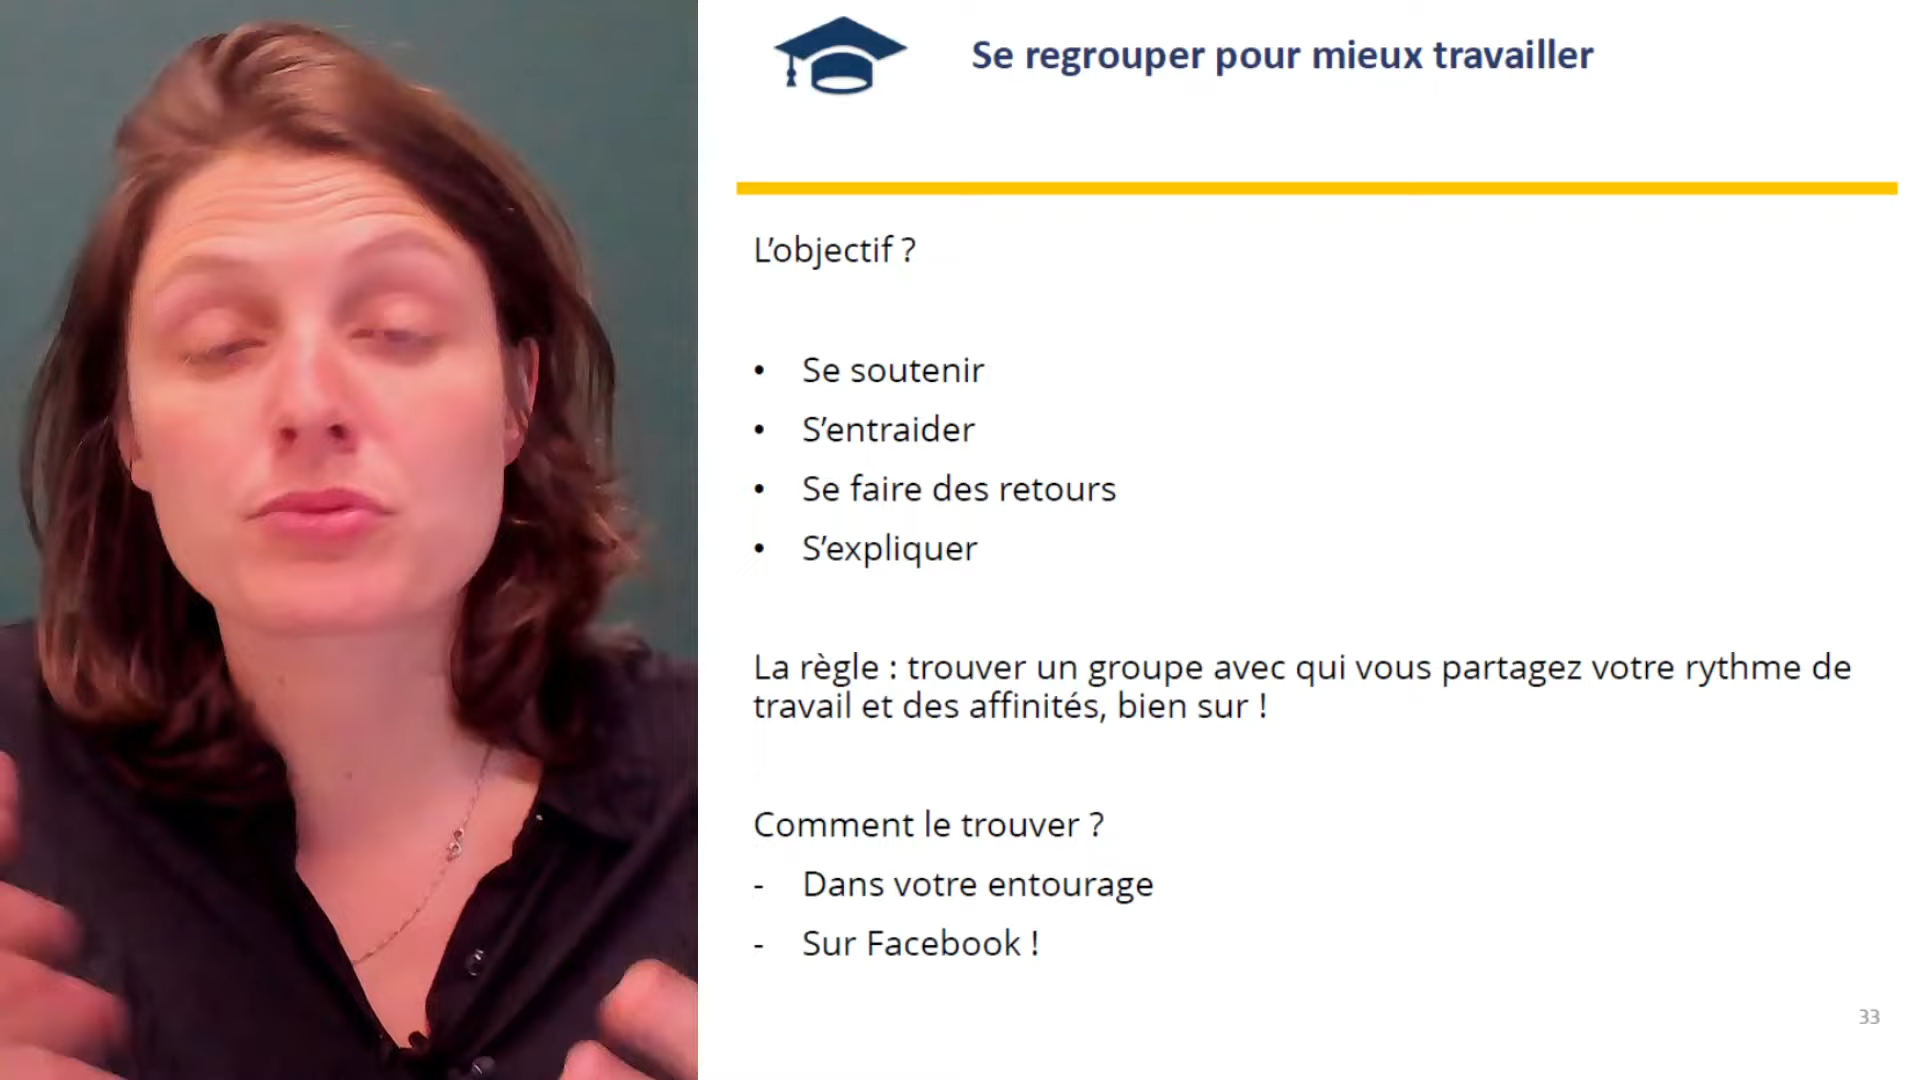 Se regrouper pour mieux travailler
L’objectif ?
• Se soutenir
• S’entraider
• Se faire des retours
• S’expliquer
La règle : trouver un groupe avec qui vous partagez votre rythme de
travail et des affinités, bien sur !
Comment le trouver ?
- Dans votre entourage
- Sur Facebook !
33